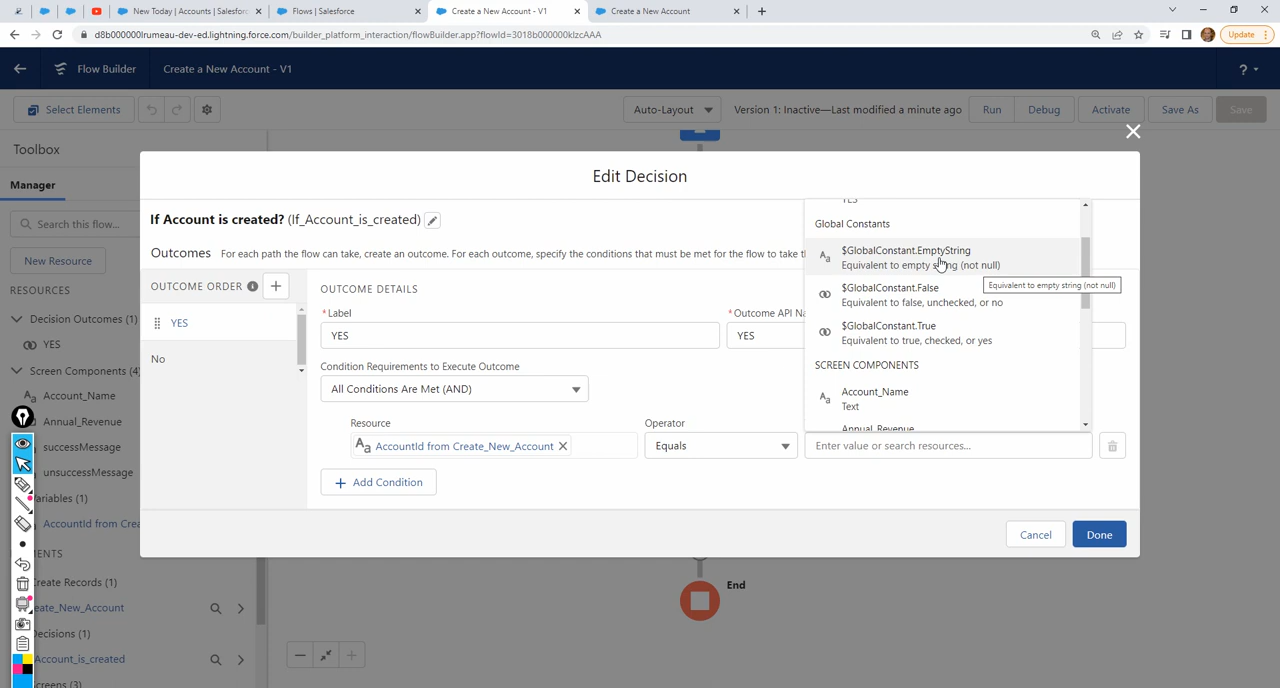 New Today | Accounts | Salesforc
Flows | Salesforce
Create a New Account - V1
Create a New Account
d8b000000lrumeau-dev-ed.lightning.force.com/builder_platform_interaction/flowBuilder.app?flowId=3018b000000klzcAAA
Update
Flow Builder
Create a New Account - V1
?
Select Elements
Auto-Layout
Version 1: Inactive—Last modified a minute ago
Run
Debug
Activate
Save As
Save
Toolbox
Manager
Search this flow...
New Resource
RESOURCES
Decision Outcomes (1)
YES
Screen Components (4)
Account_Name
Annual_Revenue
successMessage
unsuccessMessage
ariables (1)
AccountId from Crea
MENTS
Create Records (1)
reate_New_Account
Decisions (1)
Account_is_created
creens (3)
Edit Decision
If Account is created? (If_Account_is_created)
Outcomes For each path the flow can take, create an outcome. For each outcome, specify the conditions that must be met for the flow to take t
OUTCOME ORDER
YES
No
OUTCOME DETAILS
* Label
YES
* Outcome API Na
YES
Condition Requirements to Execute Outcome
All Conditions Are Met (AND)
Resource
Aa AccountId from Create_New_Account
Operator
Equals
Enter value or search resources...
Add Condition
YES
Global Constants
$GlobalConstant.EmptyString
Equivalent to empty string (not null)
Equivalent to empty string (not null)
$GlobalConstant.False
Equivalent to false, unchecked, or no
$GlobalConstant.True
Equivalent to true, checked, or yes
SCREEN COMPONENTS
Account_Name
Text
Annual_Revenue
Cancel
Done
End